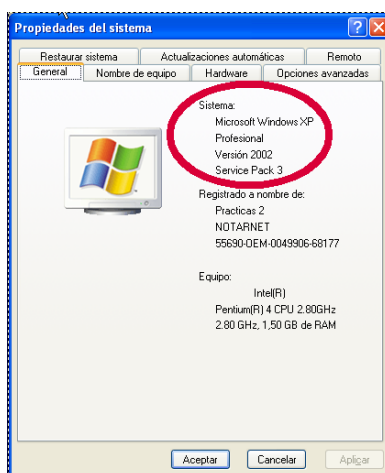 Propiedades del sistema
Restaurar sistema Actualizaciones automáticas Remoto
General Nombre de equipo Hardware Opciones avanzadas
Sistema:
Microsoft Windows XP
Profesional
Versión 2002
Service Pack 3
Registrado a nombre de:
Practicas 2
NOTARNET
55690-OEM-0049906-68177
Equipo:
Intel(R)
Pentium(R) 4 CPU 2.80GHz
2.80 GHz, 1,50 GB de RAM
Aceptar Cancelar Aplicar